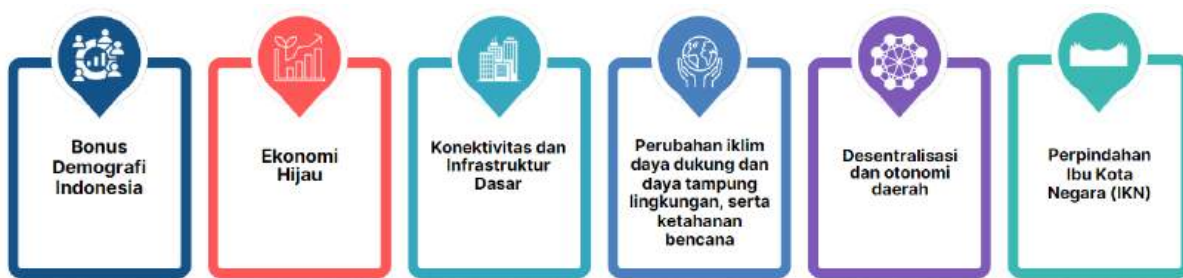 Bonus
Demografi
Indonesia
Ekonomi
Hijau
Konektivitas dan
Infrastruktur
Dasar
Perubahan iklim
daya dukung dan
daya tampung
lingkungan, serta
ketahanan
bencana
Desentralisasi
dan otonomi
daerah
Perpindahan
Ibu Kota
Negara (IKN)